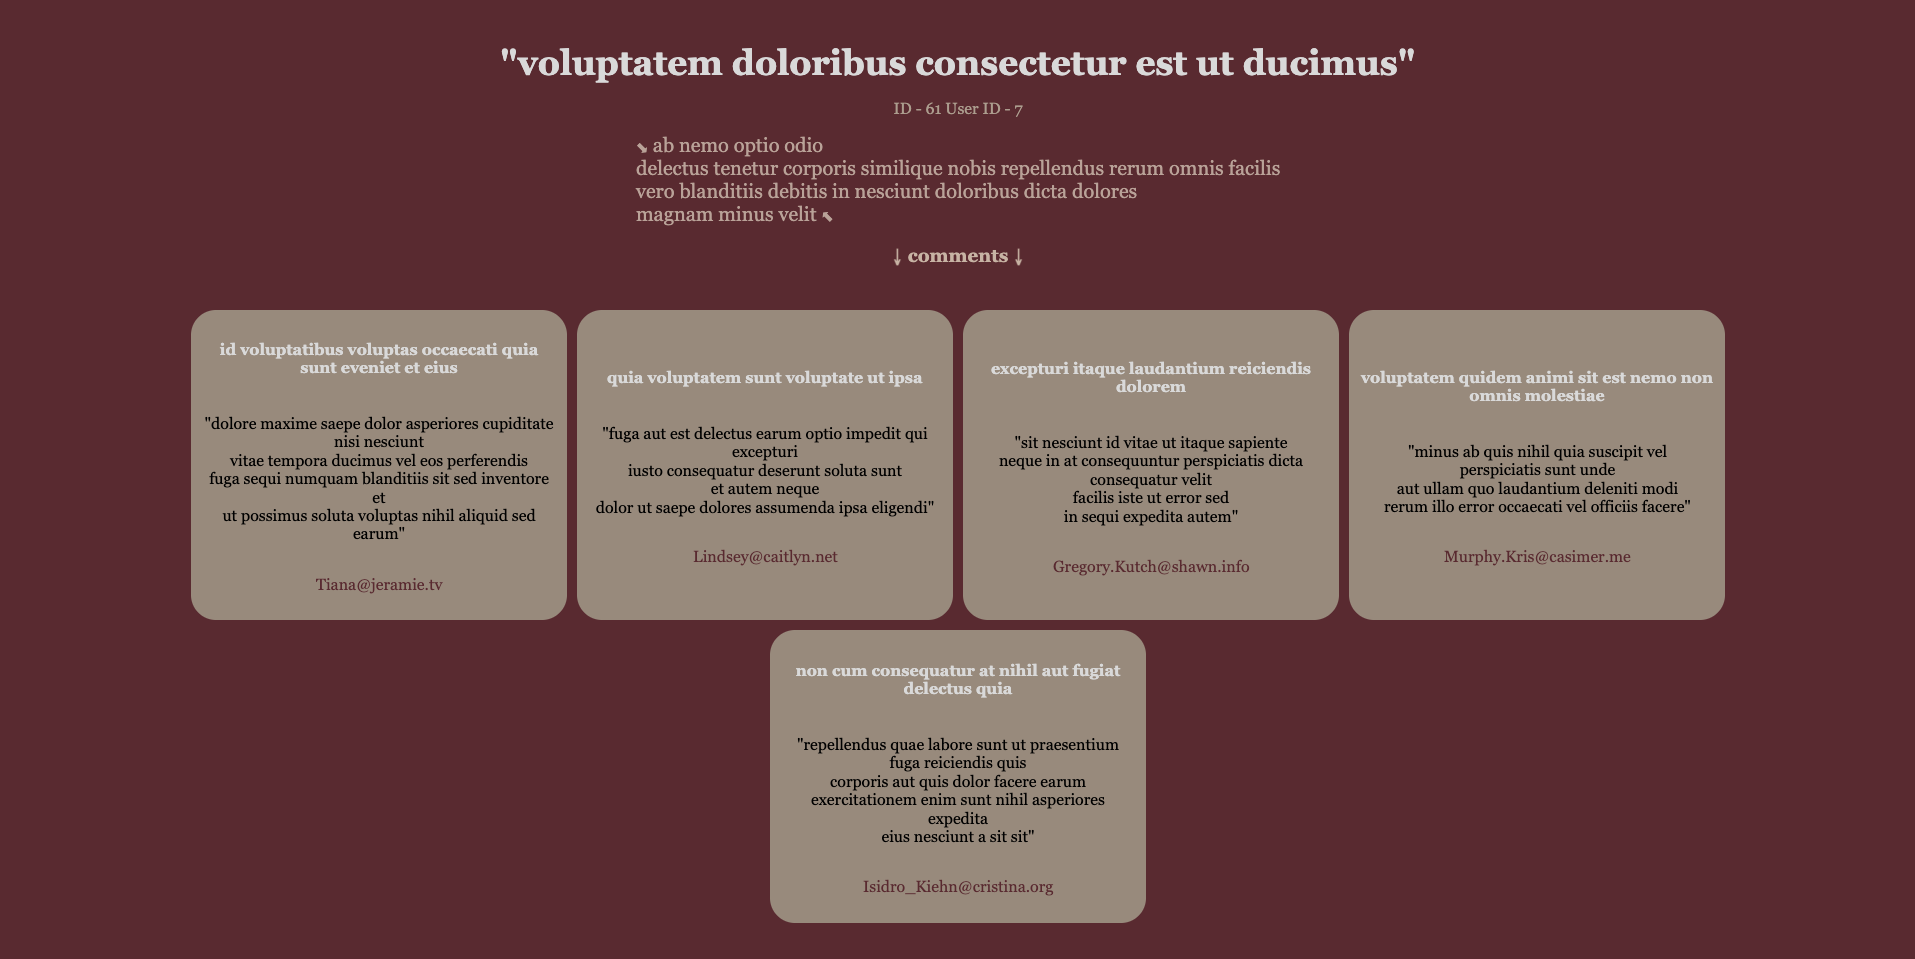 "voluptatem doloribus consectetur est ut ducimus"
ID - 61 User ID - 7
⬊ ab nemo optio odio
delectus tenetur corporis similique nobis repellendus rerum omnis facilis
vero blanditiis debitis in nesciunt doloribus dicta dolores
magnam minus velit ⬉
↓ comments ↓
id voluptatibus voluptas occaecati quia
sunt eveniet et eius
"dolore maxime saepe dolor asperiores cupiditate
nisi nesciunt
vitae tempora ducimus vel eos perferendis
fuga sequi numquam blanditiis sit sed inventore
et
ut possimus soluta voluptas nihil aliquid sed
earum"
Tiana@jeramie.tv
quia voluptatem sunt voluptate ut ipsa
"fuga aut est delectus earum optio impedit qui
excepturi
iusto consequatur deserunt soluta sunt
et autem neque
dolor ut saepe dolores assumenda ipsa eligendi"
Lindsey@caitlyn.net
excepturi itaque laudantium reiciendis
dolorem
"sit nesciunt id vitae ut itaque sapiente
neque in at consequuntur perspiciatis dicta
consequatur velit
facilis iste ut error sed
in sequi expedita autem"
Gregory.Kutch@shawn.info
voluptatem quidem animi sit est nemo non
omnis molestiae
"minus ab quis nihil quia suscipit vel
perspiciatis sunt unde
aut ullam quo laudantium deleniti modi
rerum illo error occaecati vel officiis facere"
Murphy.Kris@casimer.me
non cum consequatur at nihil aut fugiat
delectus quia
"repellendus quae labore sunt ut praesentium
fuga reiciendis quis
corporis aut quis dolor facere earum
exercitationem enim sunt nihil asperiores
expedita
eius nesciunt a sit sit"
Isidro_Kiehn@cristina.org